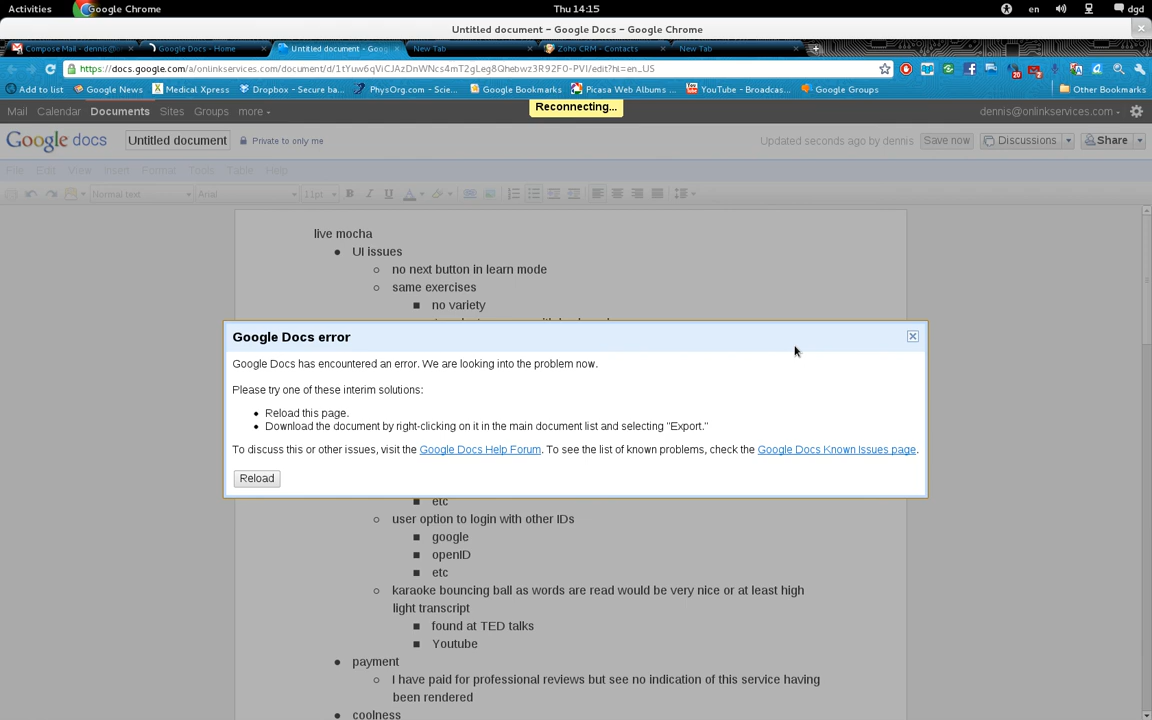 Activities
Google Chrome
Thu 14:15
en
dgd
Untitled document - Google Docs - Google Chrome
Compose Mail - dennis@
Google Docs - Home
Untitled document - Goog
New Tab
Zoho CRM - Contacts
New Tab
https://docs.google.com/a/onlinkservices.com/document/d/1tYuw6qViCJAzDnWNcs4mT2gLeg8Qhebwz3R92F0-PVI/edit?hl=en_US
Add to list
Google News
Medical Xpress
Dropbox - Secure ba...
PhysOrg.com - Scie...
Google Bookmarks
Picasa Web Albums ...
YouTube - Broadcas...
Google Groups
Other Bookmarks
Mail Calendar Documents Sites Groups more
Reconnecting...
dennis@onlinkservices.com
Google docs
Untitled document
Private to only me
Updated seconds ago by dennis
Save now
Discussions
Share
File Edit View Insert Format Tools Table Help
Normal text
Arial
11pt
B I U A
live mocha
UI issues
no next button in learn mode
same exercises
no variety
Google Docs error
Google Docs has encountered an error. We are looking into the problem now.
Please try one of these interim solutions:
Reload this page.
Download the document by right-clicking on it in the main document list and selecting "Export."
To discuss this or other issues, visit the Google Docs Help Forum. To see the list of known problems, check the Google Docs Known Issues page.
Reload
etc
user option to login with other IDs
google
openID
etc
karaoke bouncing ball as words are read would be very nice or at least high
light transcript
found at TED talks
Youtube
payment
I have paid for professional reviews but see no indication of this service having
been rendered
coolness